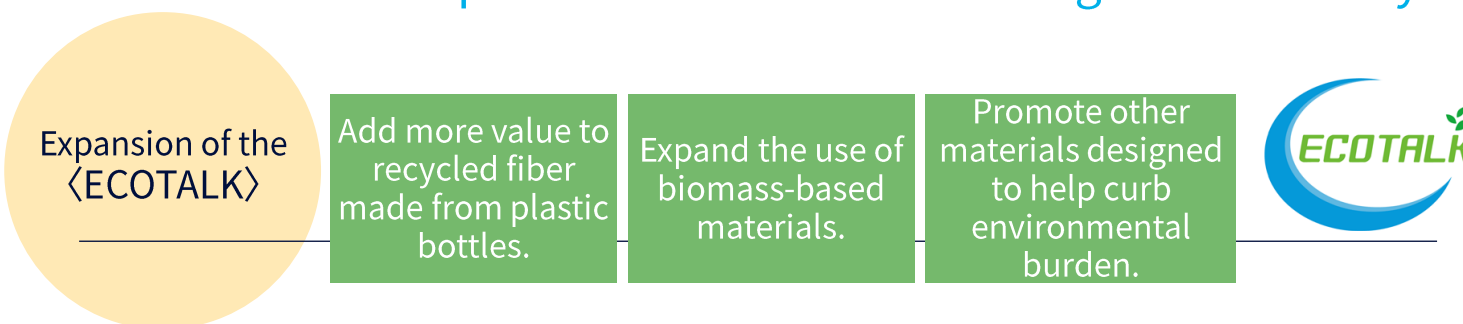 Expansion of the
〈ECOTALK〉
Add more value to
recycled fiber
made from plastic
bottles.
Expand the use of
biomass-based
materials.
Promote other
materials designed
to help curb
environmental
burden.
ECOTALK